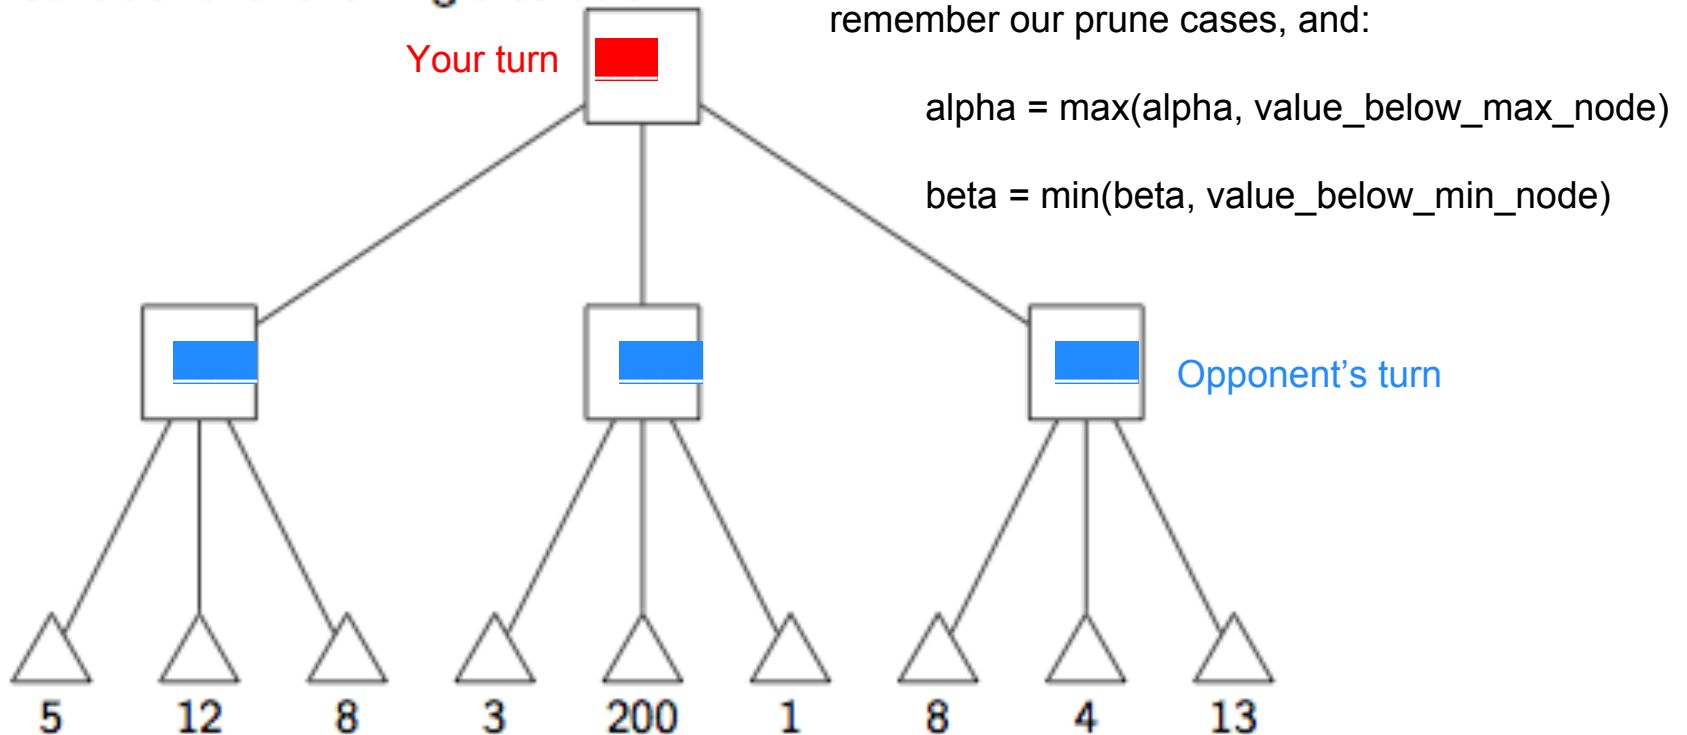 remember our prune cases, and:
Your turn
alpha = max(alpha, value_below_max_node)
beta = min(beta, value_below_min_node)
Opponent’s turn
5 12 8 3 200 1 8 4 13